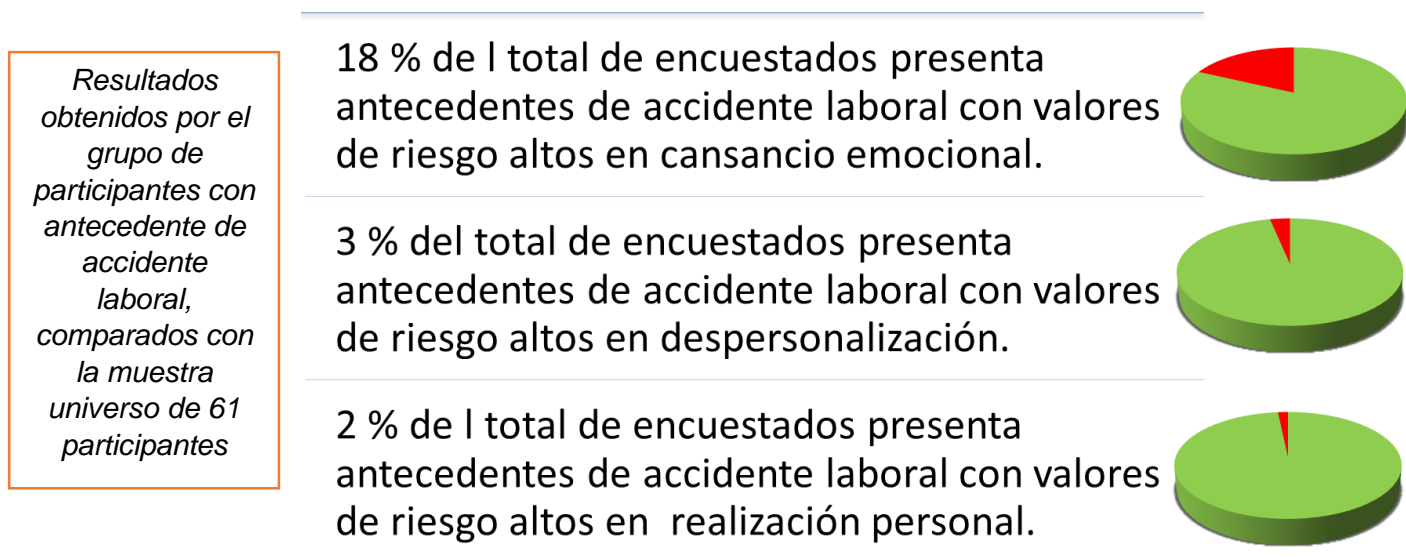 Resultados
obtenidos por el
grupo de
participantes con
antecedente de
accidente
laboral,
comparados con
la muestra
universo de 61
participantes
18 % de l total de encuestados presenta
antecedentes de accidente laboral con valores
de riesgo altos en cansancio emocional.
3 % del total de encuestados presenta
antecedentes de accidente laboral con valores
de riesgo altos en despersonalización.
2 % de l total de encuestados presenta
antecedentes de accidente laboral con valores
de riesgo altos en  realización personal.